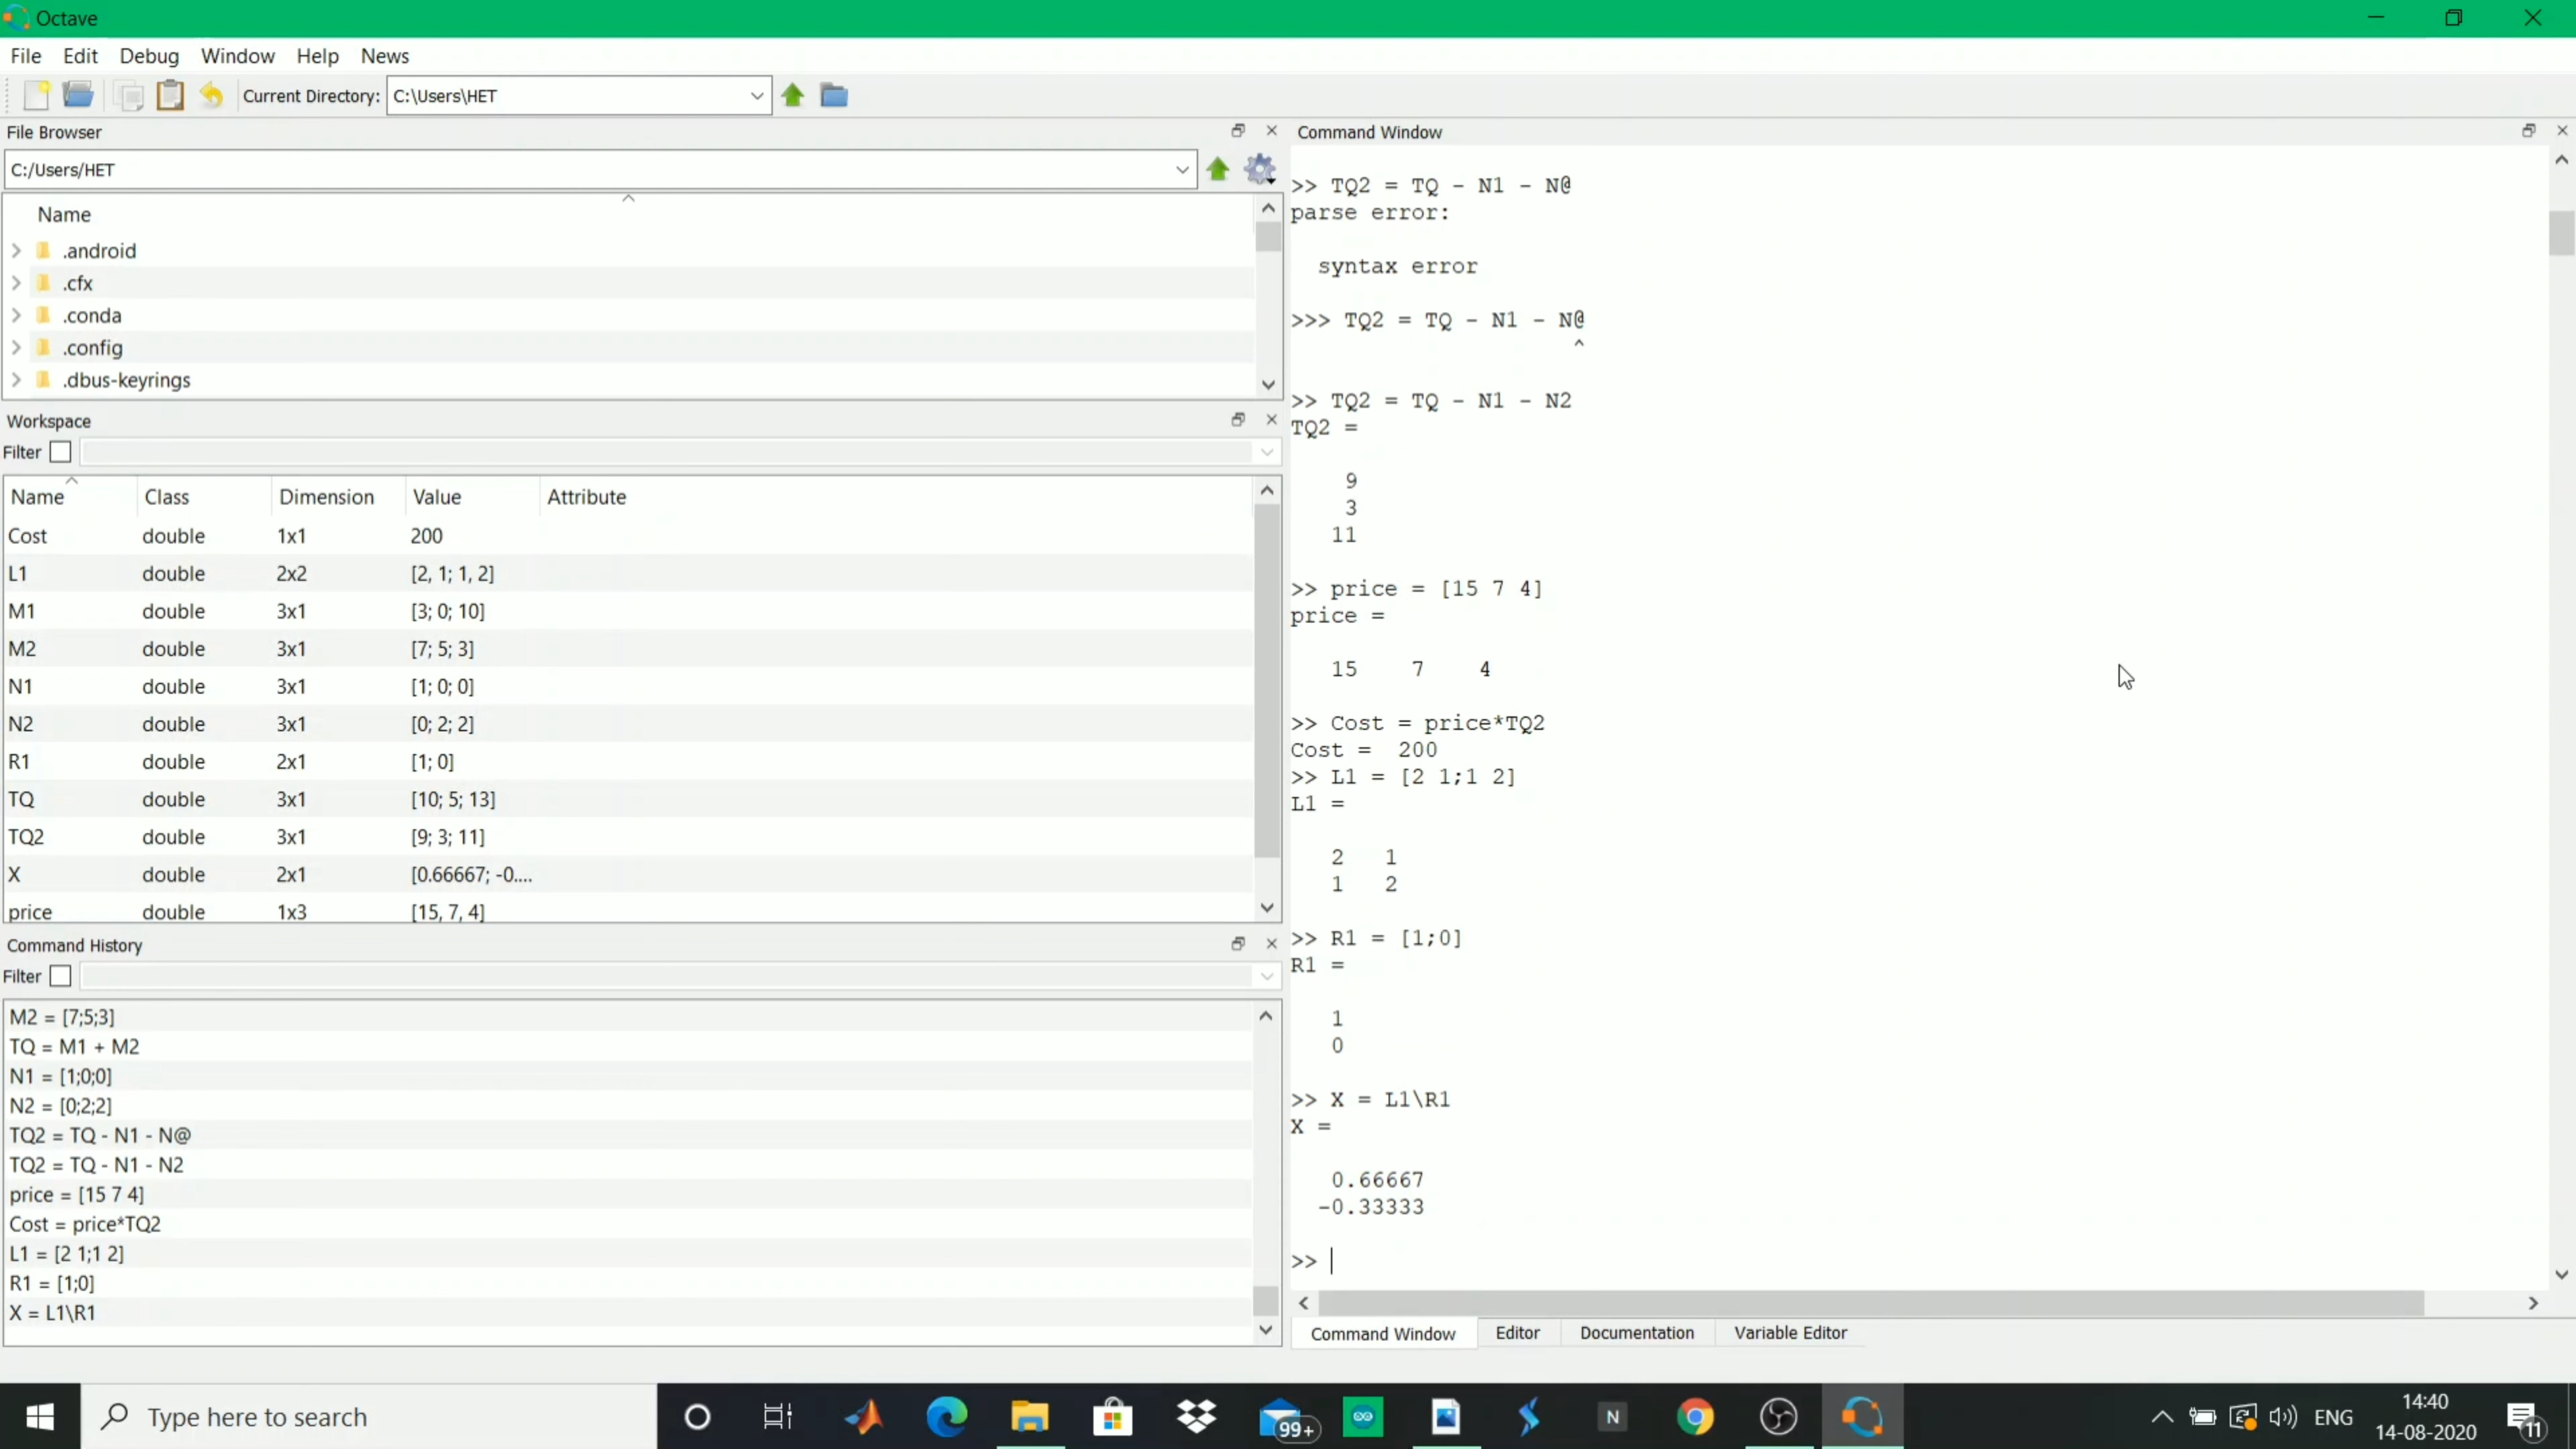 Octave
File Edit Debug Window Help News
Current Directory: C:\Users\HET
File Browser
C:/Users/HET
Name
.android
.cfx
.conda
.config
.dbus-keyrings
Workspace
Filter
Name Class Dimension Value Attribute
Cost double 1x1 200
L1 double 2x2 [2, 1; 1, 2]
M1 double 3x1 [3; 0; 10]
M2 double 3x1 [7; 5; 3]
N1 double 3x1 [1; 0; 0]
N2 double 3x1 [0; 2; 2]
R1 double 2x1 [1; 0]
TQ double 3x1 [10; 5; 13]
TQ2 double 3x1 [9; 3; 11]
X double 2x1 [0.66667; -0....
price double 1x3 [15, 7, 4]
Command History
Filter
M2 = [7;5;3]
TQ = M1 + M2
N1 = [1;0;0]
N2 = [0;2;2]
TQ2 = TQ - N1 - N@
TQ2 = TQ - N1 - N2
price = [15 7 4]
Cost = price*TQ2
L1 = [2 1;1 2]
R1 = [1;0]
X = L1\R1
Command Window
>> TQ2 = TQ - N1 - N@
parse error:
syntax error
>>> TQ2 = TQ - N1 - N@
^
>> TQ2 = TQ - N1 - N2
TQ2 =
9
3
11
>> price = [15 7 4]
price =
15 7 4
>> Cost = price*TQ2
Cost = 200
>> L1 = [2 1;1 2]
L1 =
2 1
1 2
>> R1 = [1;0]
R1 =
1
0
>> X = L1\R1
X =
0.66667
-0.33333
>>
Command Window Editor Documentation Variable Editor
Type here to search
99+
N
ENG
14:40
14-08-2020
11